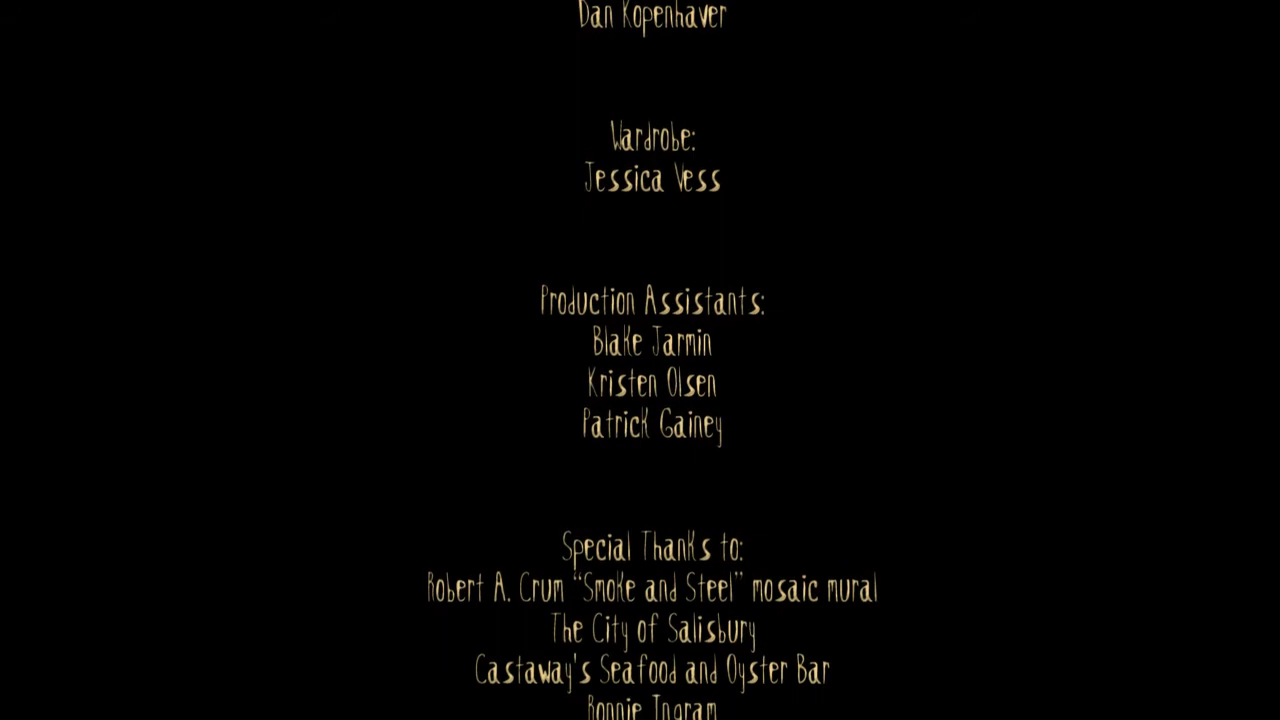 Dan Kopenhaver
Wardrobe:
Jessica Vess
Production Assistants:
Blake Jarmin
Kristen Olsen
Patrick Gainey
Special Thanks to:
Robert A. Crum “Smoke and Steel” mosaic mural
The City of Salisbury
Castaway's Seafood and Oyster Bar
Ronnie Ingram